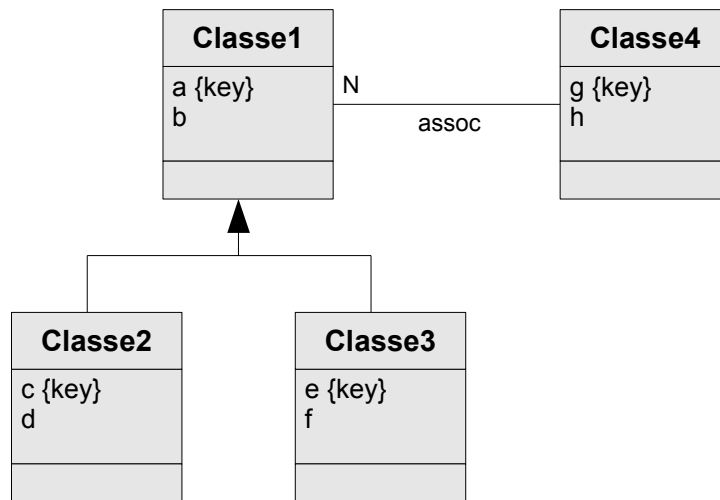 Classe1
a {key}
b
N
assoc
Classe4
g {key}
h
Classe2
c {key}
d
Classe3
e {key}
f